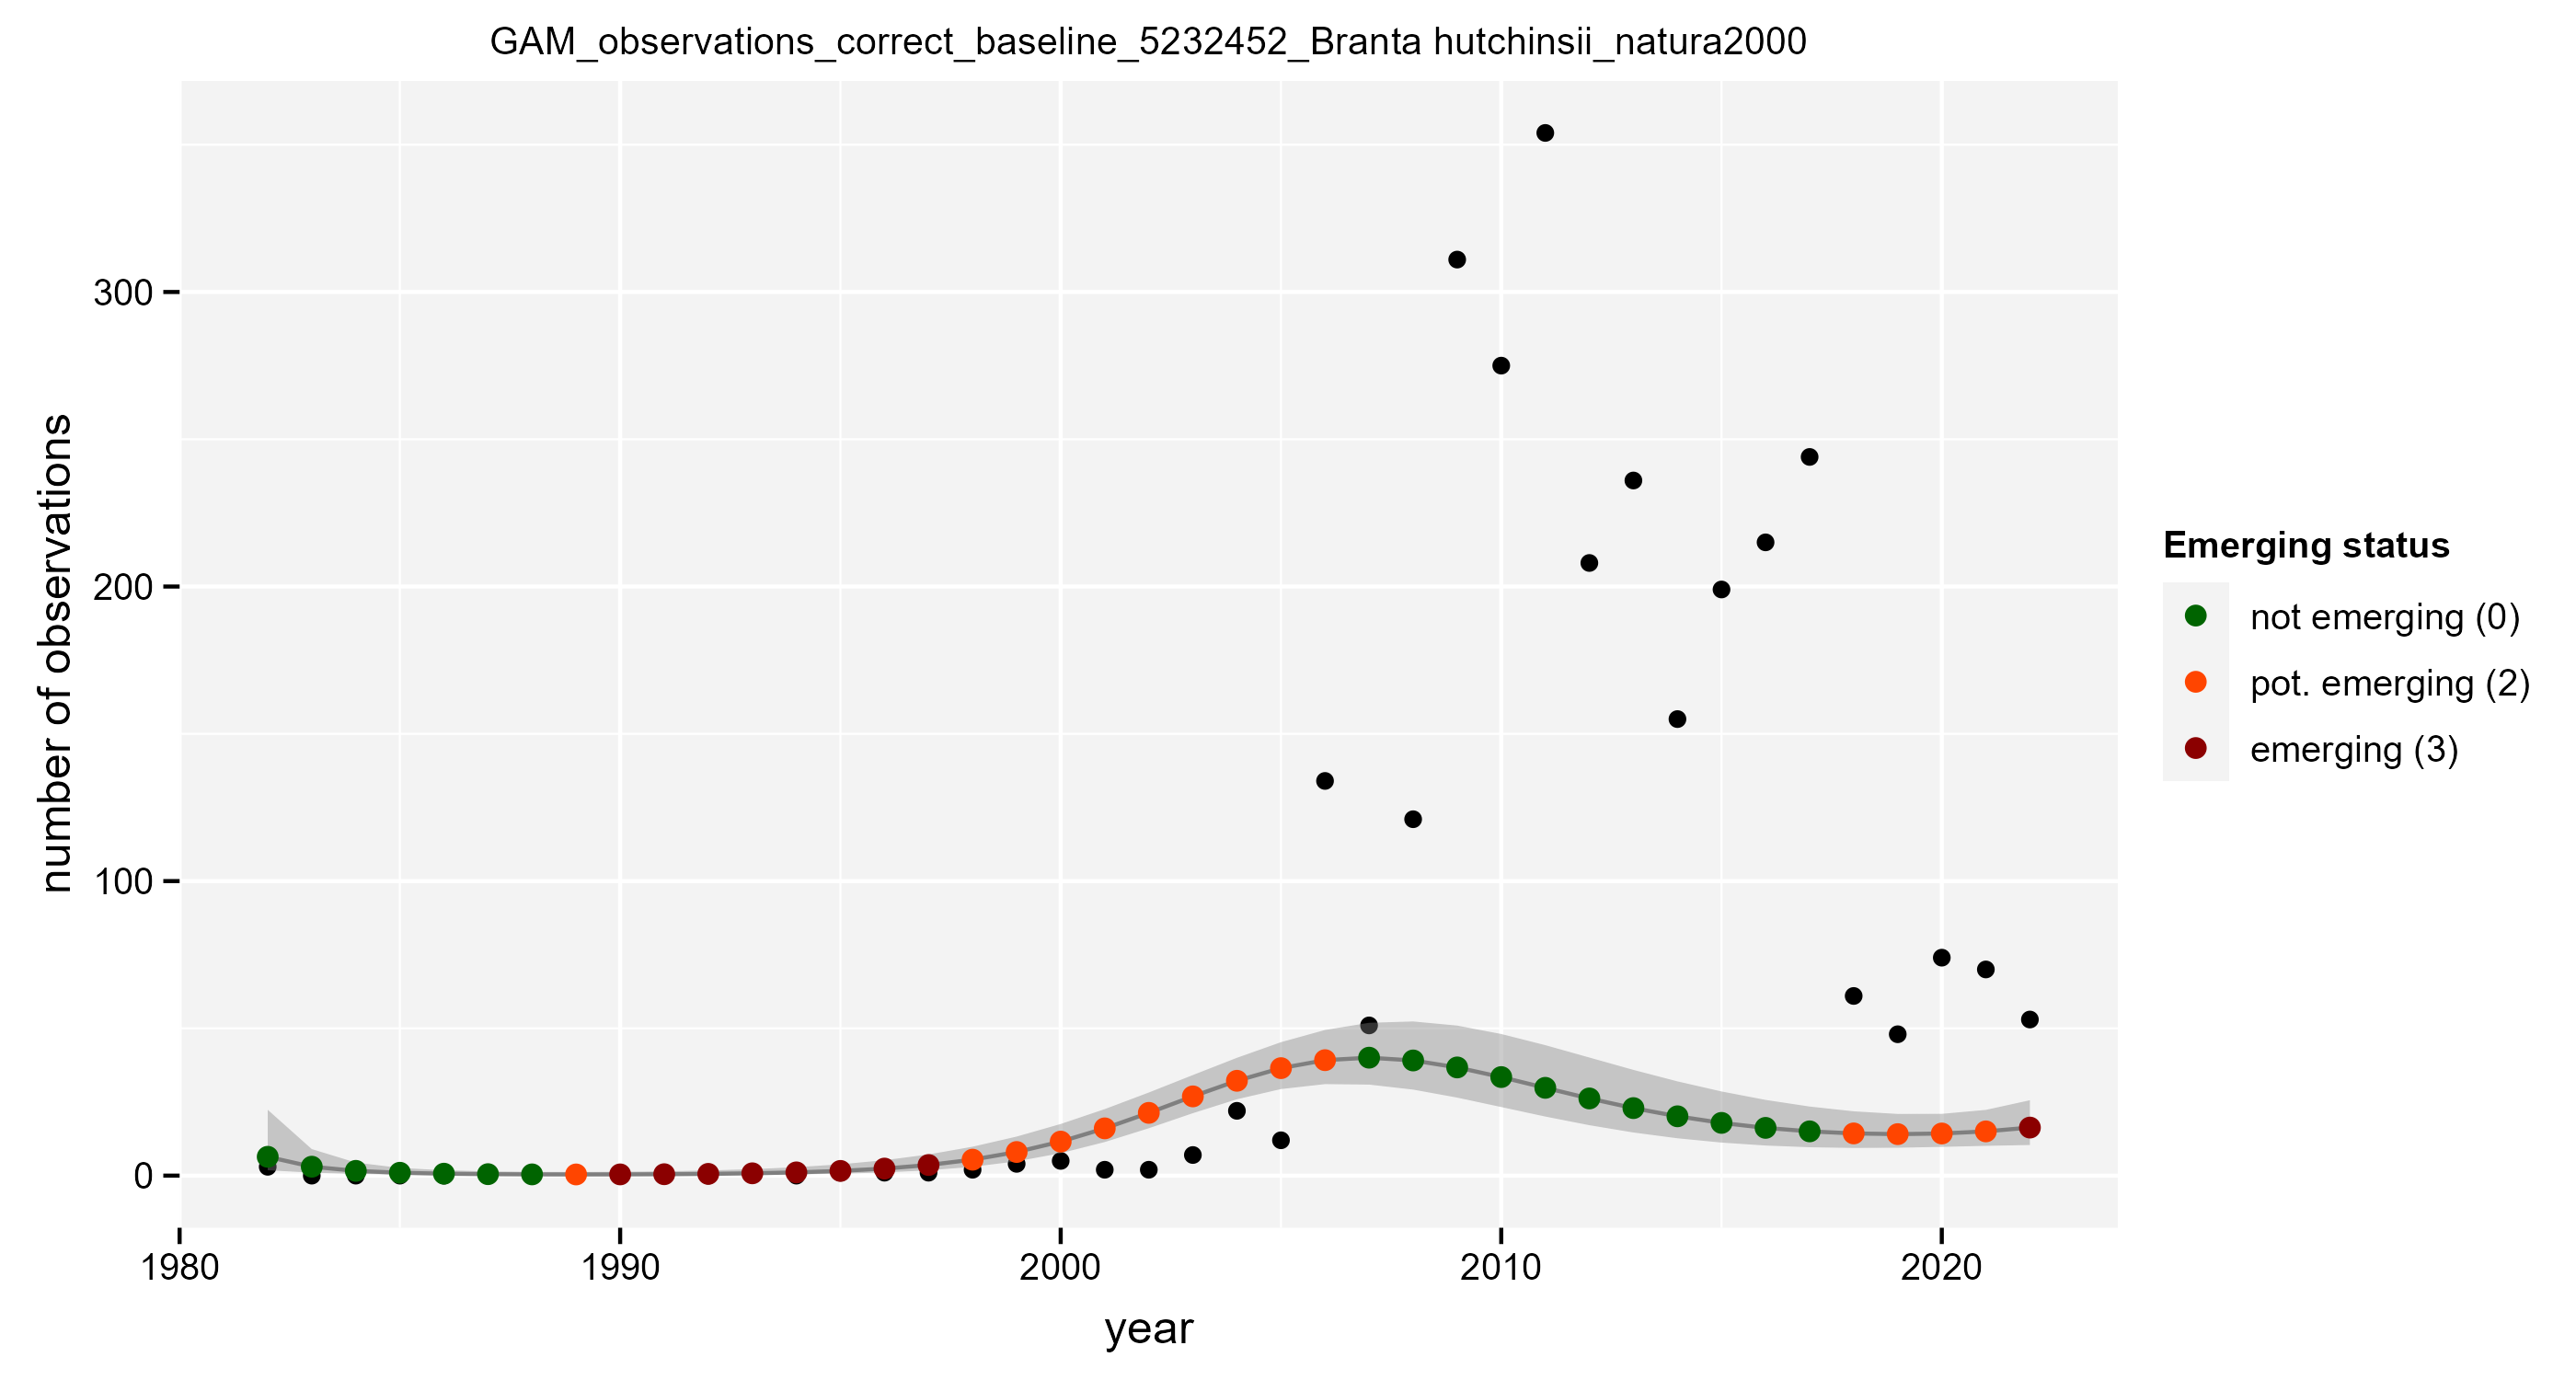 GAM_observations_correct_baseline_5232452_Branta hutchinsii_natura2000
number of observations
300
200
100
0
1980
1990
2000
2010
2020
year
Emerging status
not emerging (0)
pot. emerging (2)
emerging (3)